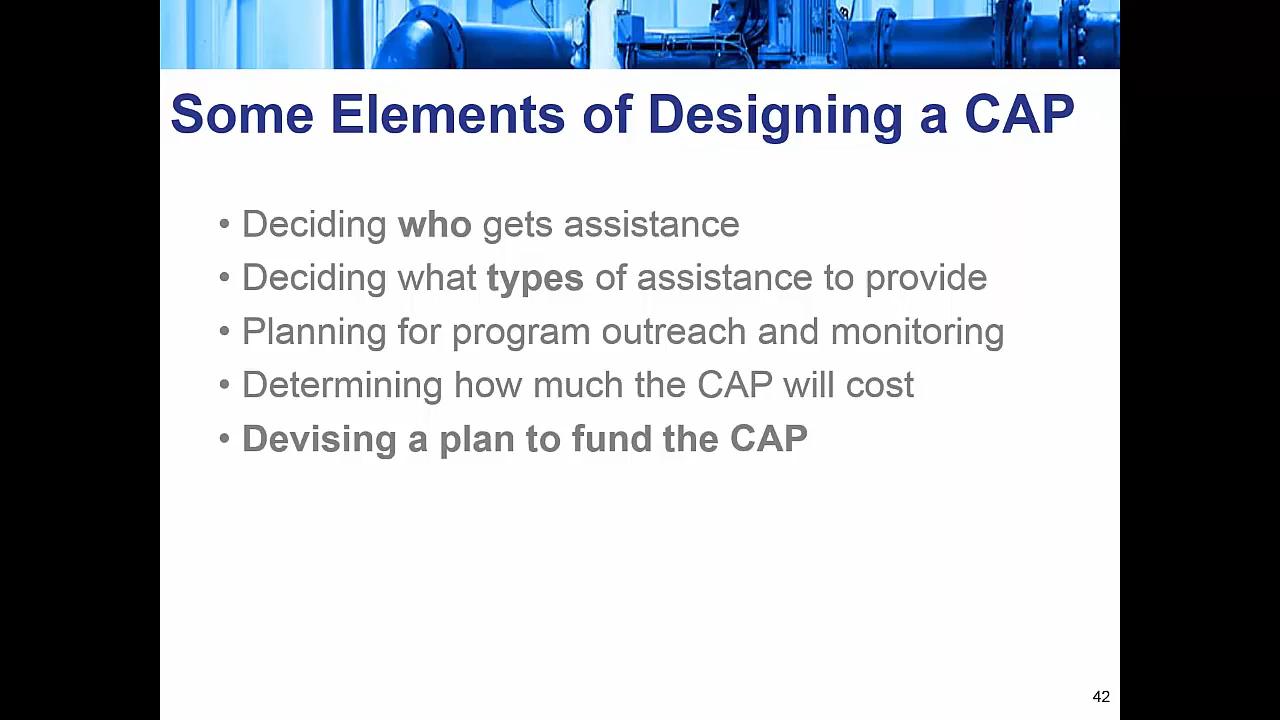 Some Elements of Designing a CAP
• Deciding who gets assistance
• Deciding what types of assistance to provide
• Planning for program outreach and monitoring
• Determining how much the CAP will cost
• Devising a plan to fund the CAP
42